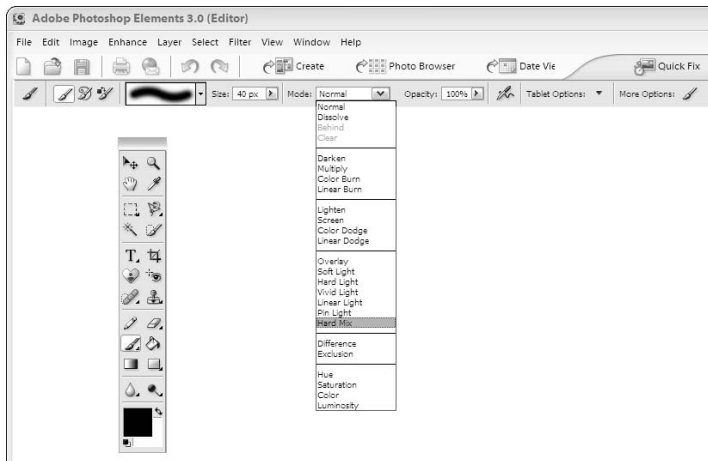 Adobe Photoshop Elements 3.0 (Editor)
File Edit Image Enhance Layer Select Filter View Window Help
Create Photo Browser Date Vie Quick Fix
Size: 40 px Mode: Normal Opacity: 100% Tablet Options: More Options:
Normal
Dissolve
Behind
Clear
Darken
Multiply
Color Burn
Linear Burn
Lighten
Screen
Color Dodge
Linear Dodge
Overlay
Soft Light
Hard Light
Vivid Light
Linear Light
Pin Light
Hard Mix
Difference
Exclusion
Hue
Saturation
Color
Luminosity
T